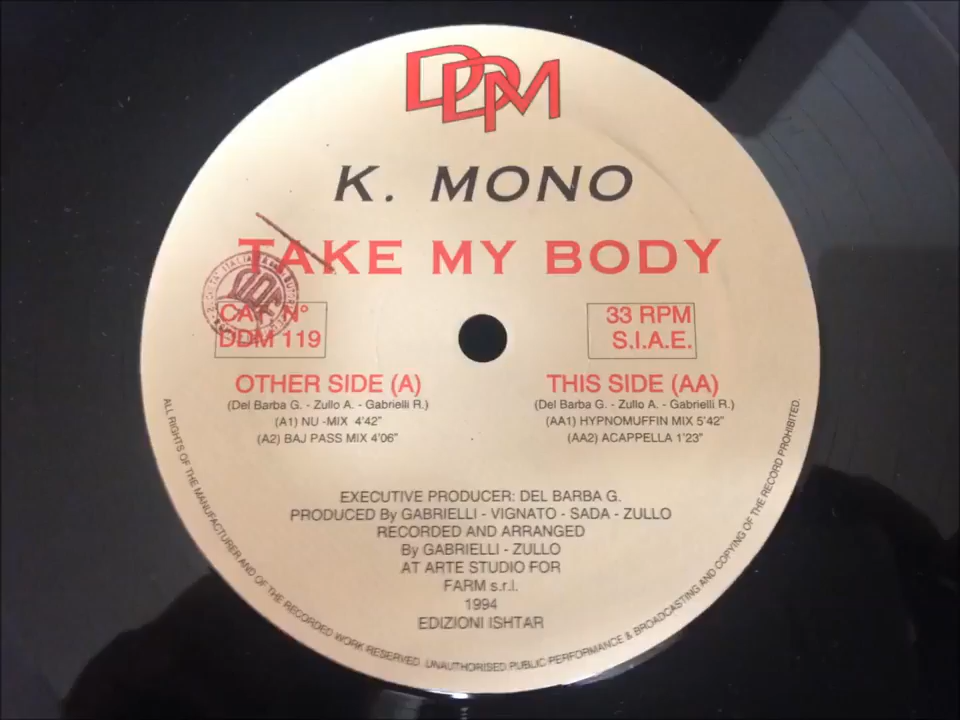 DDM
K. MONO
TAKE MY BODY
CAT. N°
DDM 119
33 RPM
S.I.A.E.
OTHER SIDE (A)
(Del Barba G. - Zullo A. - Gabrielli R.)
(A1) NU -MIX 4'42"
(A2) BAJ PASS MIX 4'06"
THIS SIDE (AA)
(Del Barba G. - Zullo A. - Gabrielli R.)
(AA1) HYPNOMUFFIN MIX 5'42"
(AA2) ACAPPELLA 1'23"
EXECUTIVE PRODUCER: DEL BARBA G.
PRODUCED By GABRIELLI - VIGNATO - SADA - ZULLO
RECORDED AND ARRANGED
By GABRIELLI - ZULLO
AT ARTE STUDIO FOR
FARM s.r.l.
1994
EDIZIONI ISHTAR
ALL RIGHTS OF THE MANUFACTURER AND OF THE RECORDED WORK RESERVED. UNAUTHORISED PUBLIC PERFORMANCE & BROADCASTING AND COPYING OF THE RECORD PROHIBITED.